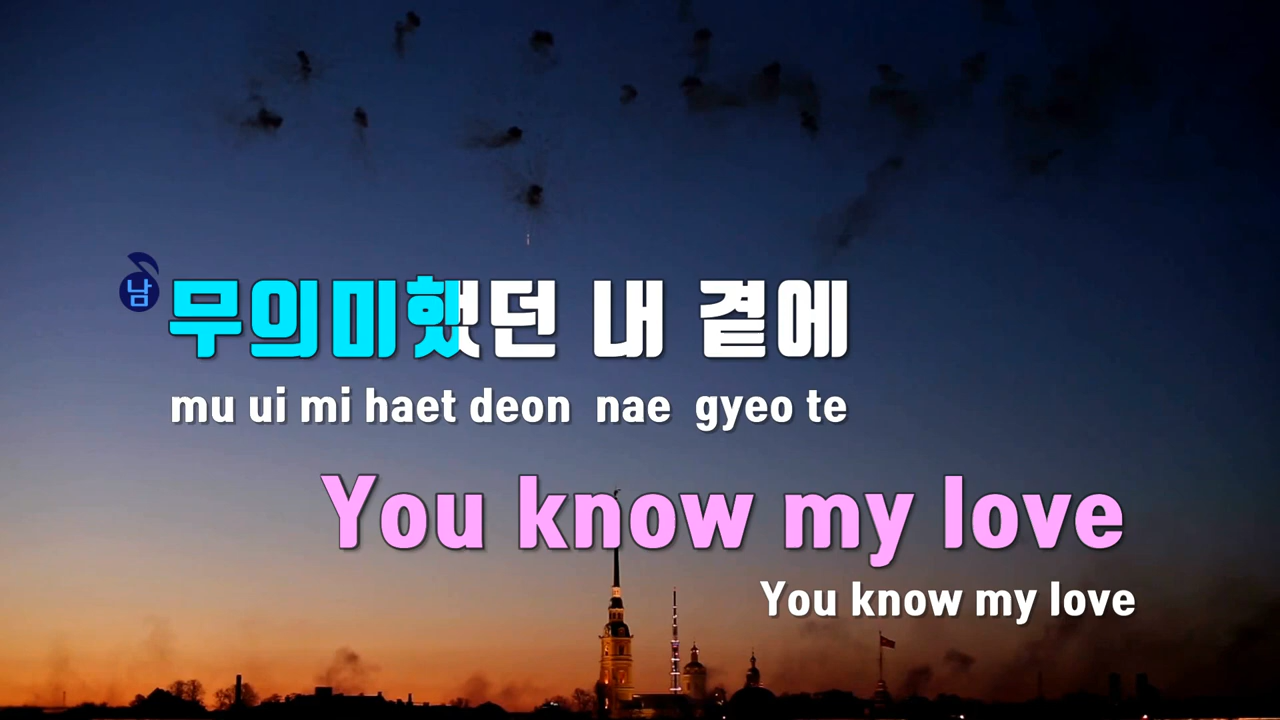 남
무의미했던 내 곁에
mu ui mi haet deon nae gyeo te
You know my love
You know my love